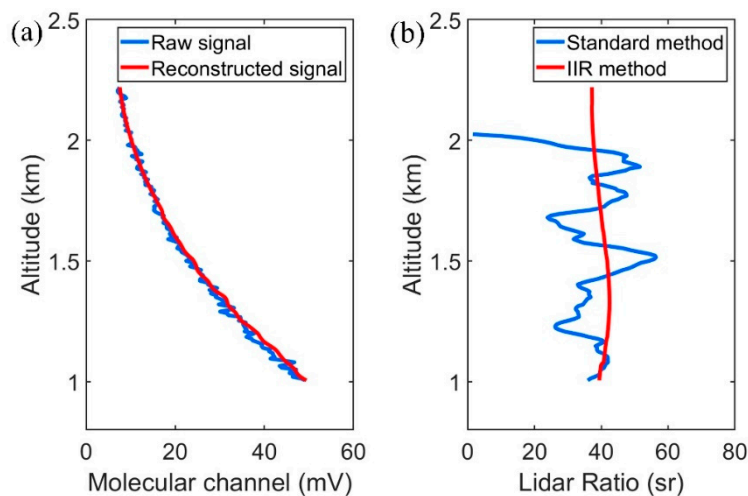 (a)
2.5
2
1.5
1
Altitude (km)
Raw signal
Reconstructed signal
0 20 40 60
Molecular channel (mV)
(b)
2.5
2
1.5
1
Altitude (km)
Standard method
IIR method
0 20 40 60 80
Lidar Ratio (sr)